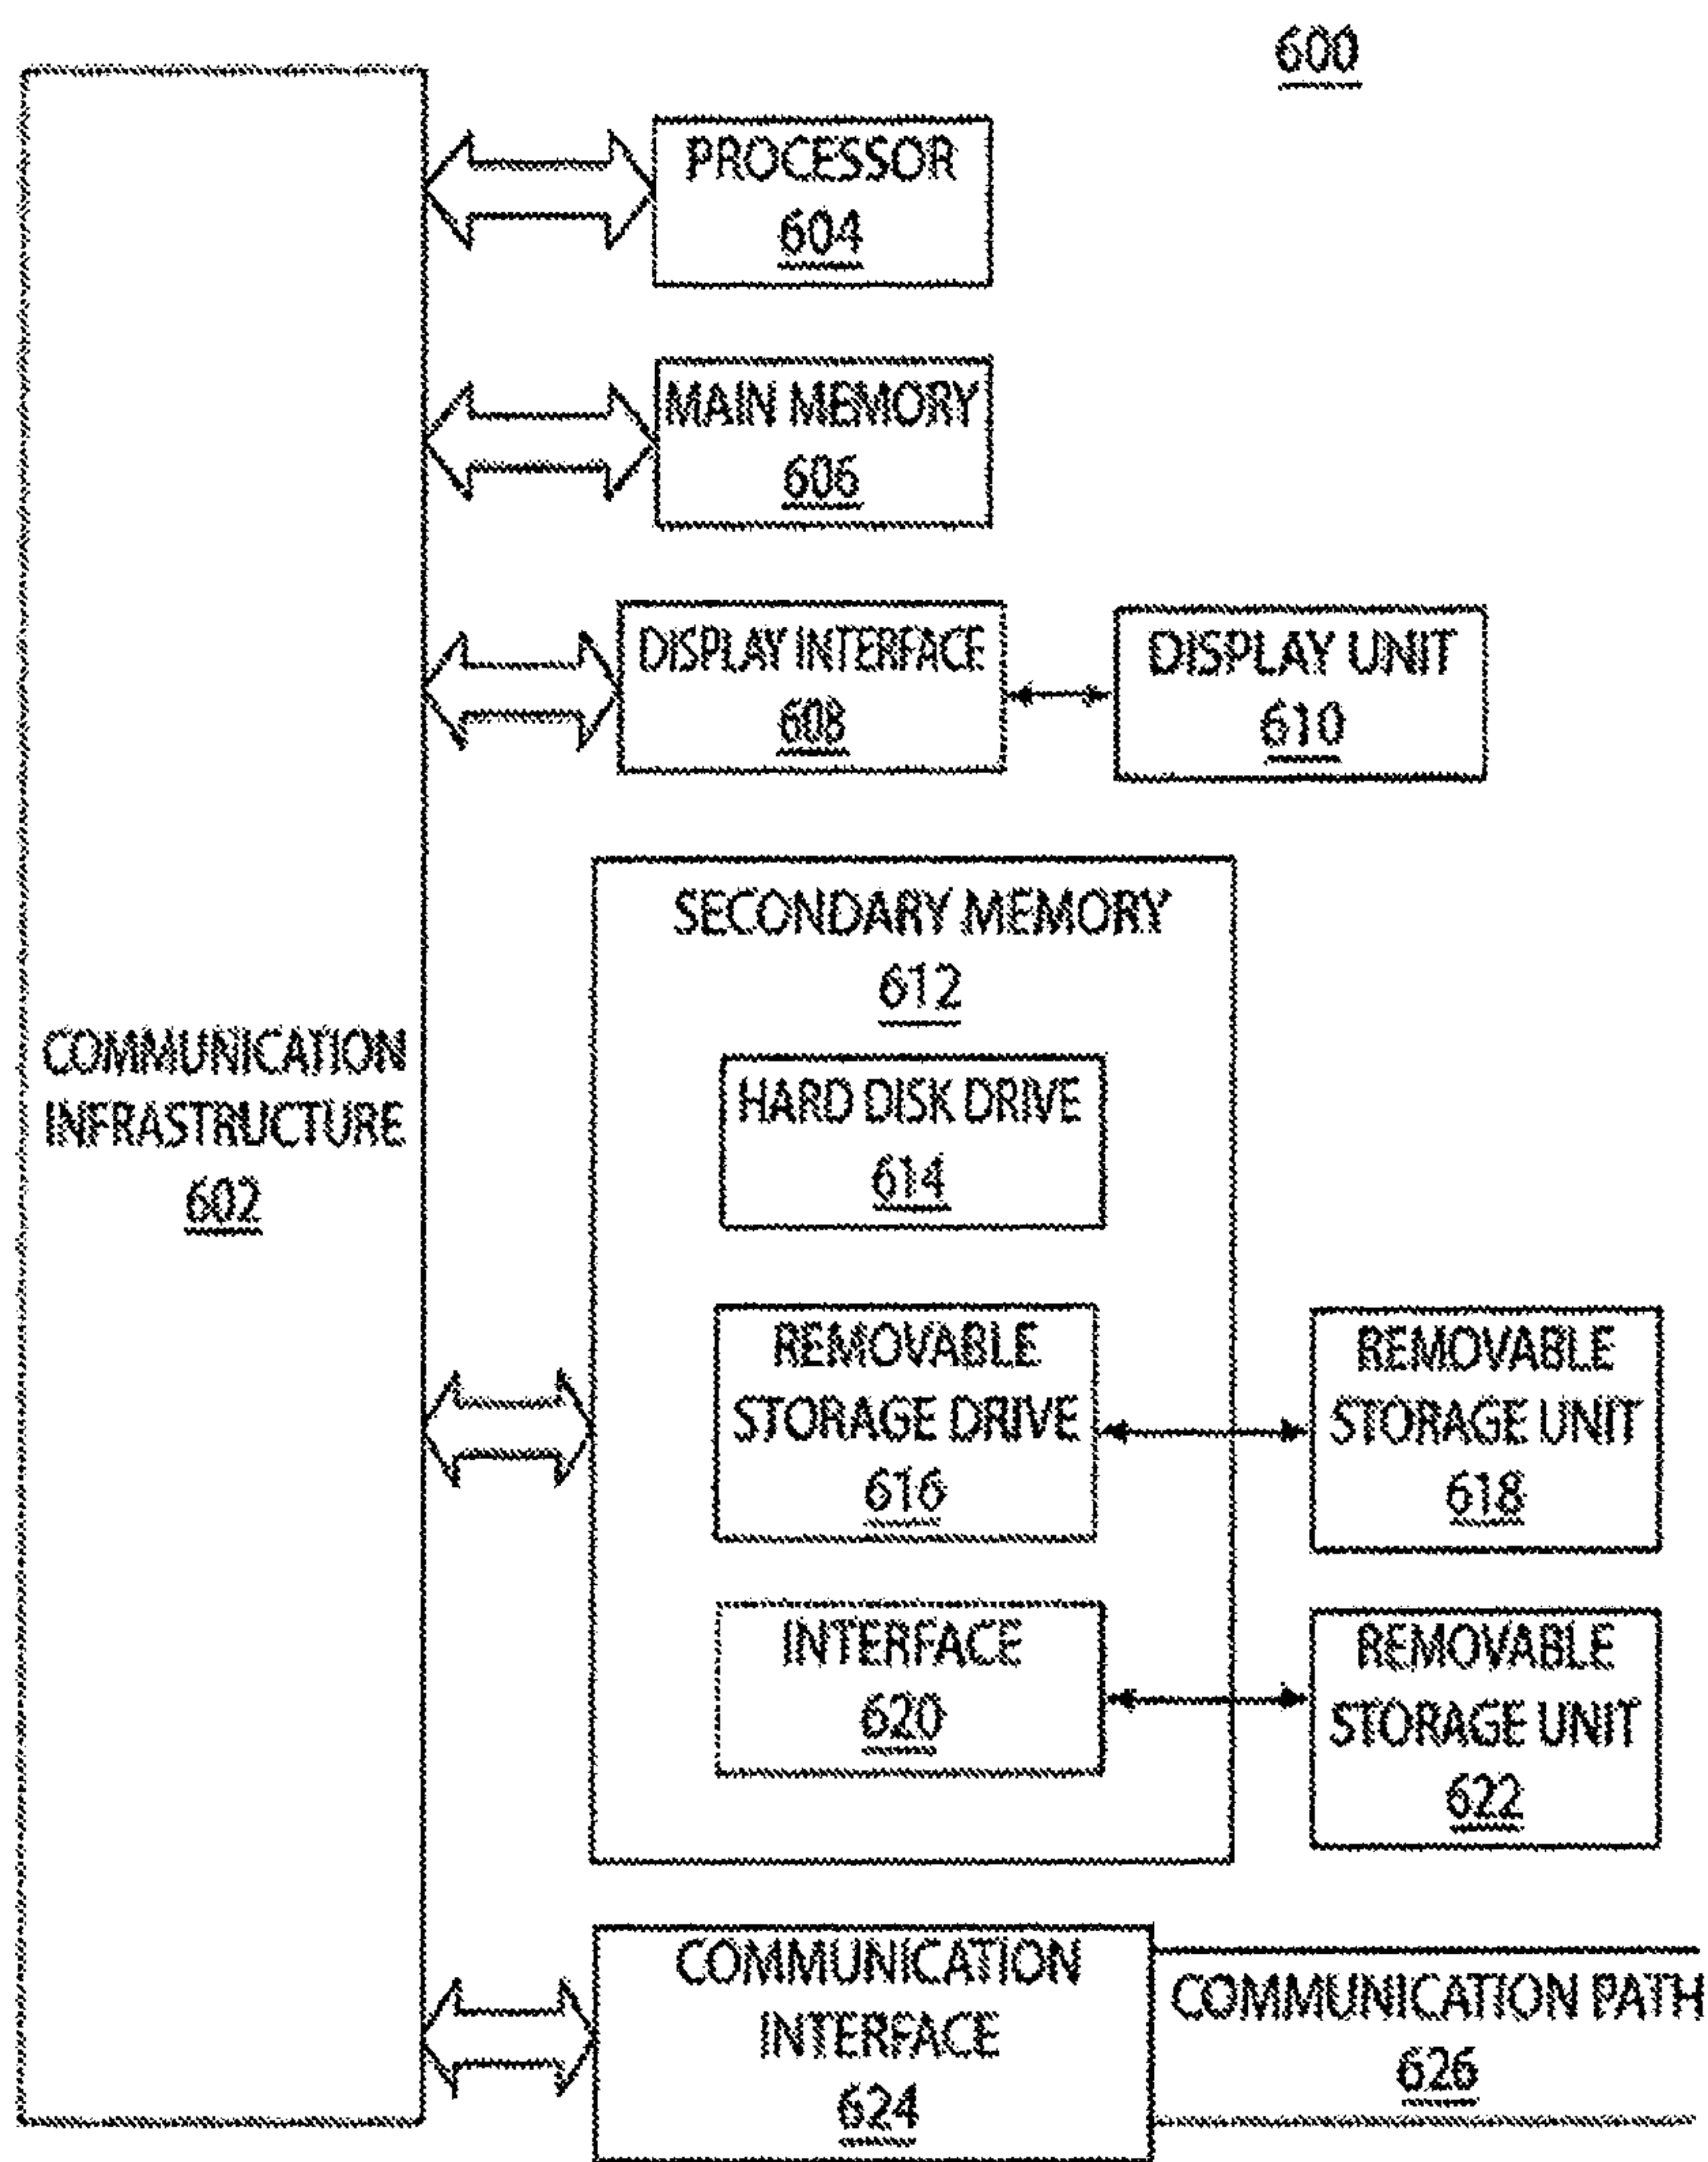 600
PROCESSOR
604
MAIN MEMORY
606
DISPLAY INTERFACE
608
DISPLAY UNIT
610
SECONDARY MEMORY
612
COMMUNICATION
INFRASTRUCTURE
602
HARD DISK DRIVE
614
REMOVABLE
STORAGE DRIVE
616
REMOVABLE
STORAGE UNIT
618
INTERFACE
620
REMOVABLE
STORAGE UNIT
622
COMMUNICATION
INTERFACE
624
COMMUNICATION PATH
626